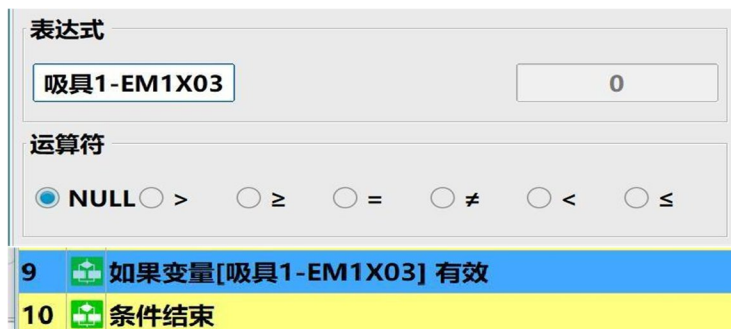 表达式
吸具1-EM1X03 0
运算符
NULL > ≥ = ≠ < ≤
9 如果变量[吸具1-EM1X03] 有效
10 条件结束